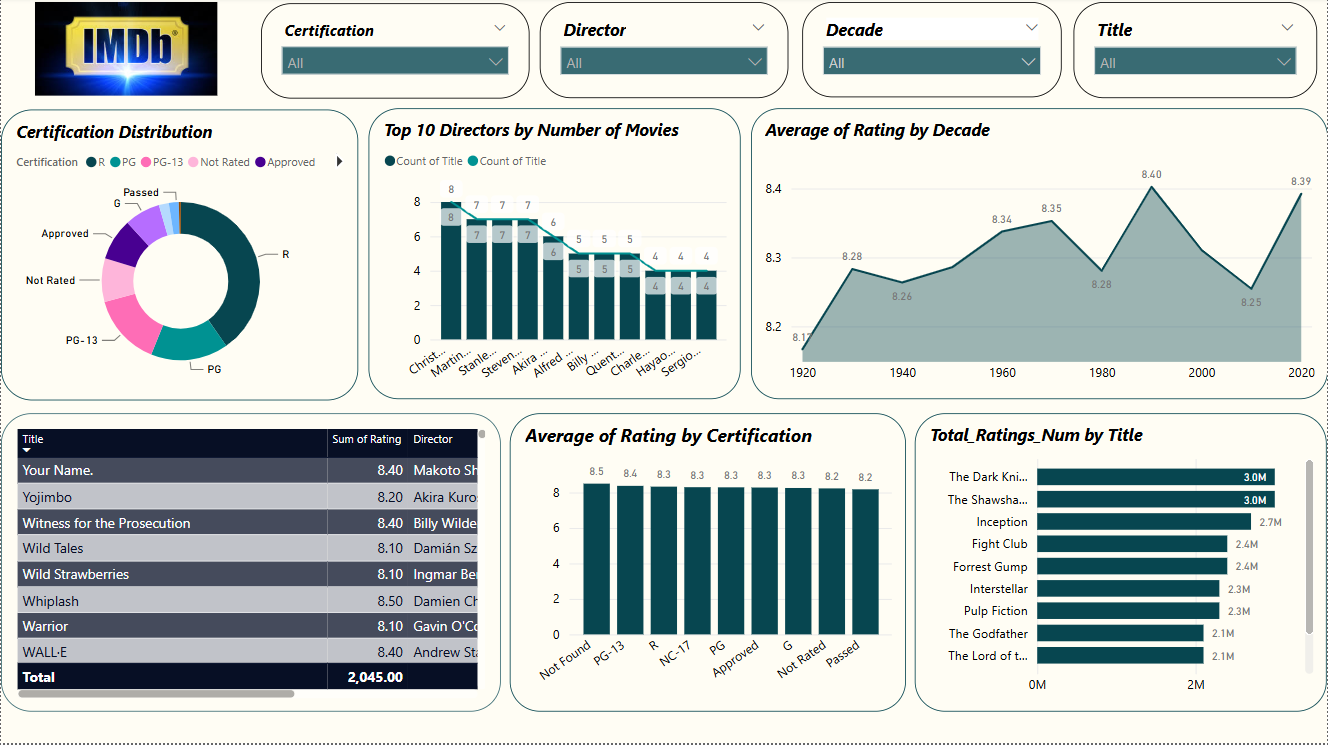 IMDb
Certification
All
Director
All
Decade
All
Title
All
Certification Distribution
Certification R PG PG-13 Not Rated Approved
Passed
G
Approved
Not Rated
PG-13
PG
R
Top 10 Directors by Number of Movies
Count of Title Count of Title
8
6
4
2
0
8 7 7 7 6 5 5 5 4 4 4
8 7 7 7 6 5 5 5 4 4 4
Christ... Martin... Stanle... Steven... Akira ... Alfred ... Billy ... Quent... Charle... Hayao... Sergio...
Average of Rating by Decade
8.4
8.3
8.2
8.17 8.28 8.26 8.34 8.35 8.28 8.40 8.25 8.39
1920 1940 1960 1980 2000 2020
Title Sum of Rating Director
Your Name. 8.40 Makoto Sh
Yojimbo 8.20 Akira Kuro
Witness for the Prosecution 8.40 Billy Wilde
Wild Tales 8.10 Damián Sz
Wild Strawberries 8.10 Ingmar Be
Whiplash 8.50 Damien Ch
Warrior 8.10 Gavin O'Co
WALL·E 8.40 Andrew Sta
Total 2,045.00
Average of Rating by Certification
8
6
4
2
0
8.5 8.4 8.3 8.3 8.3 8.3 8.3 8.2 8.2
Not Found PG-13 R NC-17 PG Approved G Not Rated Passed
Total_Ratings_Num by Title
The Dark Kni... 3.0M
The Shawsha... 3.0M
Inception 2.7M
Fight Club 2.4M
Forrest Gump 2.4M
Interstellar 2.3M
Pulp Fiction 2.3M
The Godfather 2.1M
The Lord of t... 2.1M
0M 2M